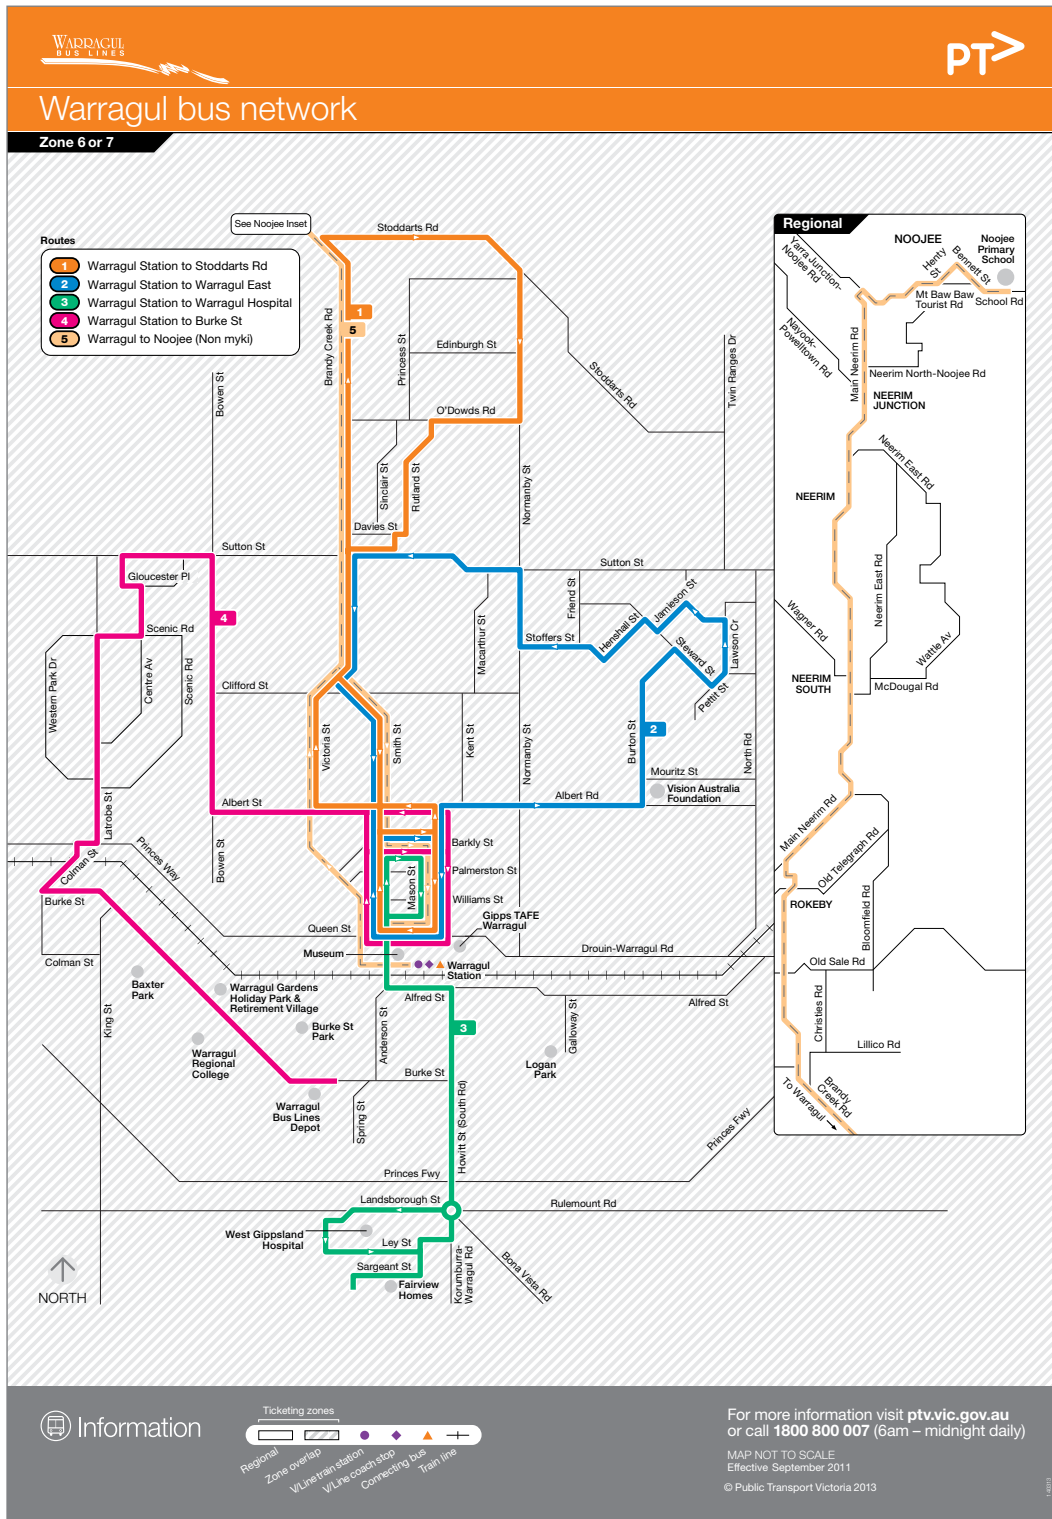 WARRAGUL
BUS LINES
PT>
Warragul bus network
Zone 6 or 7
See Noojee Inset
Routes
1 Warragul Station to Stoddarts Rd
2 Warragul Station to Warragul East
3 Warragul Station to Warragul Hospital
4 Warragul Station to Burke St
5 Warragul to Noojee (Non myki)
Stoddarts Rd
1
5
Brandy Creek Rd
Princess St
Edinburgh St
Stoddarts Rd
Twin Ranges Dr
Bowen St
O'Dowds Rd
Sinclair St
Rutland St
Normanby St
Davies St
Sutton St
Sutton St
Gloucester Pl
4
Scenic Rd
Western Park Dr
Centre Av
Scenic Rd
Macarthur St
Friend St
Stoffers St
Henshall St
Jamieson St
Steward St
Lawson Cr
Pettit St
Clifford St
Victoria St
Smith St
Kent St
Normanby St
Burton St
2
North Rd
Mouritz St
Vision Australia
Foundation
Albert St
Albert Rd
Latrobe St
Bowen St
Princes Way
Colman St
Barkly St
Palmerston St
Mason St
Williams St
Burke St
Queen St
Gipps TAFE
Warragul
Museum
Drouin-Warragul Rd
Colman St
Warragul
Station
Baxter
Park
Warragul Gardens
Holiday Park &
Retirement Village
Alfred St
Alfred St
King St
Burke St
Park
Anderson St
3
Galloway St
Warragul
Regional
College
Logan
Park
Burke St
Warragul
Bus Lines
Depot
Spring St
Howitt St (South Rd)
Princes Fwy
Princes Fwy
Landsborough St
Rulemount Rd
West Gippsland
Hospital
Ley St
Sargeant St
Fairview
Homes
Korumburra-
Warragul Rd
Bona Vista Rd
NORTH
Regional
Yarra Junction-
Noojee Rd
NOOJEE
Noojee
Primary
School
Henty
St
Bennett St
Mt Baw Baw
Tourist Rd
School Rd
Nayook-
Powelltown Rd
Main Neerim Rd
Neerim North-Noojee Rd
NEERIM
JUNCTION
Neerim East Rd
NEERIM
Neerim East Rd
Wagner Rd
Wattle Av
NEERIM
SOUTH
McDougal Rd
Main Neerim Rd
Old Telegraph Rd
ROKEBY
Bloomfield Rd
Old Sale Rd
Christies Rd
Lillico Rd
Brandy
Creek Rd
To Warragul
Information
Ticketing zones
Regional
Zone overlap
V/Line train station
V/Line coach stop
Connecting bus
Train line
For more information visit ptv.vic.gov.au
or call 1800 800 007 (6am – midnight daily)
MAP NOT TO SCALE
Effective September 2011
© Public Transport Victoria 2013